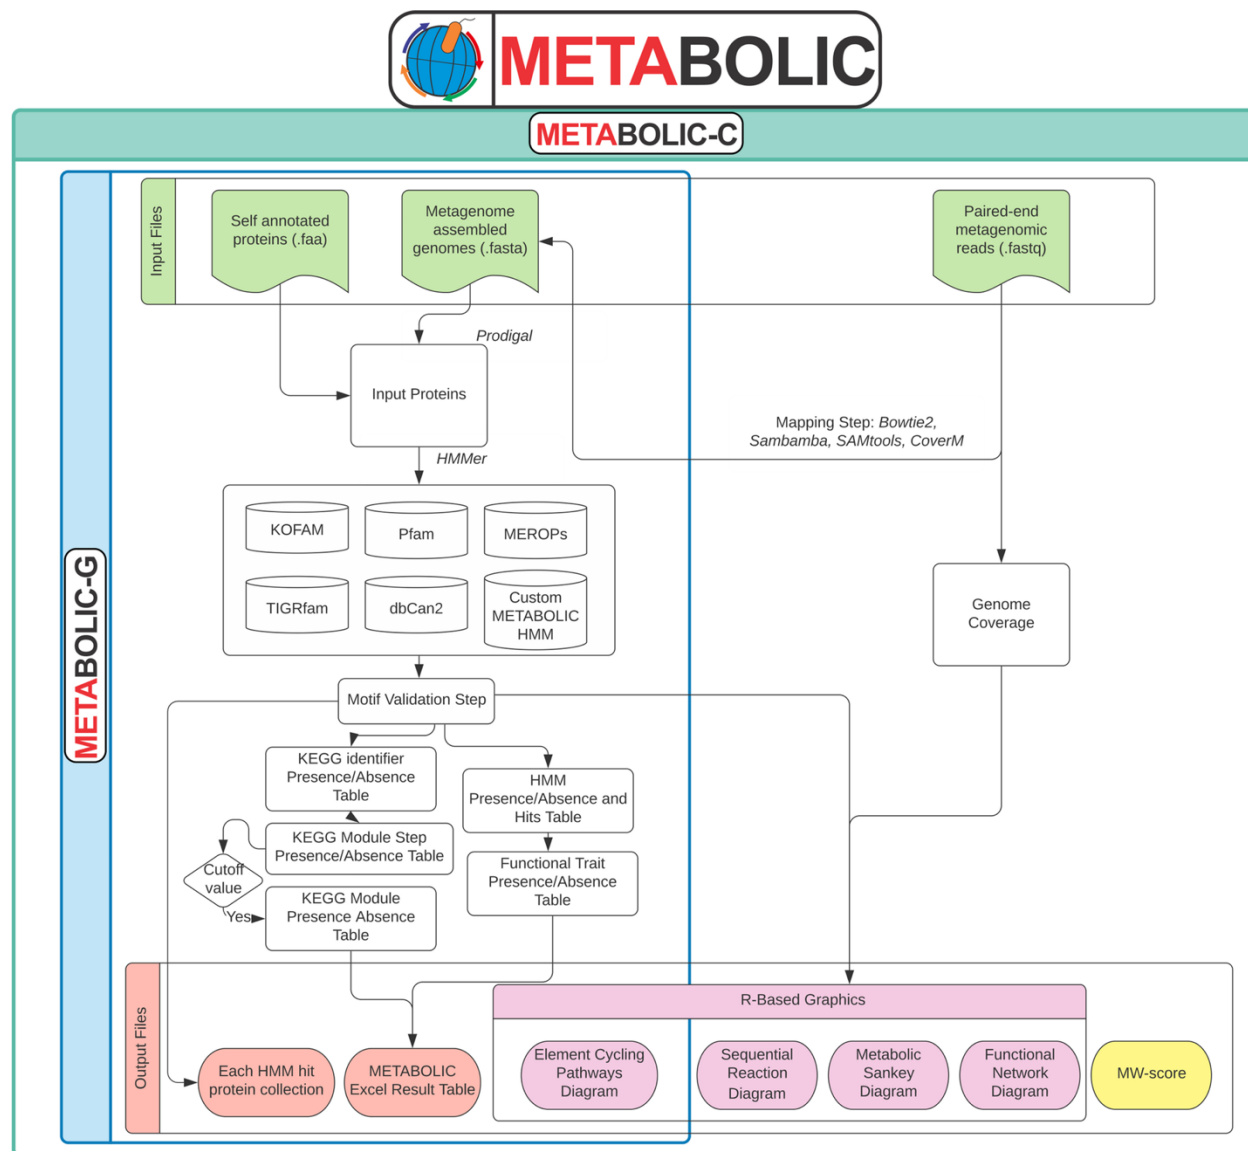 METABOLIC
METABOLIC-C
METABOLIC-G
Input Files
Self annotated
proteins (.faa)
Metagenome
assembled
genomes (.fasta)
Paired-end
metagenomic
reads (.fastq)
Prodigal
Input Proteins
Mapping Step: Bowtie2,
Sambamba, SAMtools, CoverM
HMMer
KOFAM
Pfam
MEROPs
TIGRfam
dbCan2
Custom
METABOLIC
HMM
Genome
Coverage
Motif Validation Step
KEGG identifier
Presence/Absence
Table
HMM
Presence/Absence and
Hits Table
KEGG Module Step
Presence/Absence Table
Cutoff
value
Yes
KEGG Module
Presence Absence
Table
Functional Trait
Presence/Absence
Table
Output Files
R-Based Graphics
Each HMM hit
protein collection
METABOLIC
Excel Result Table
Element Cycling
Pathways
Diagram
Sequential
Reaction
Diagram
Metabolic
Sankey
Diagram
Functional
Network
Diagram
MW-score